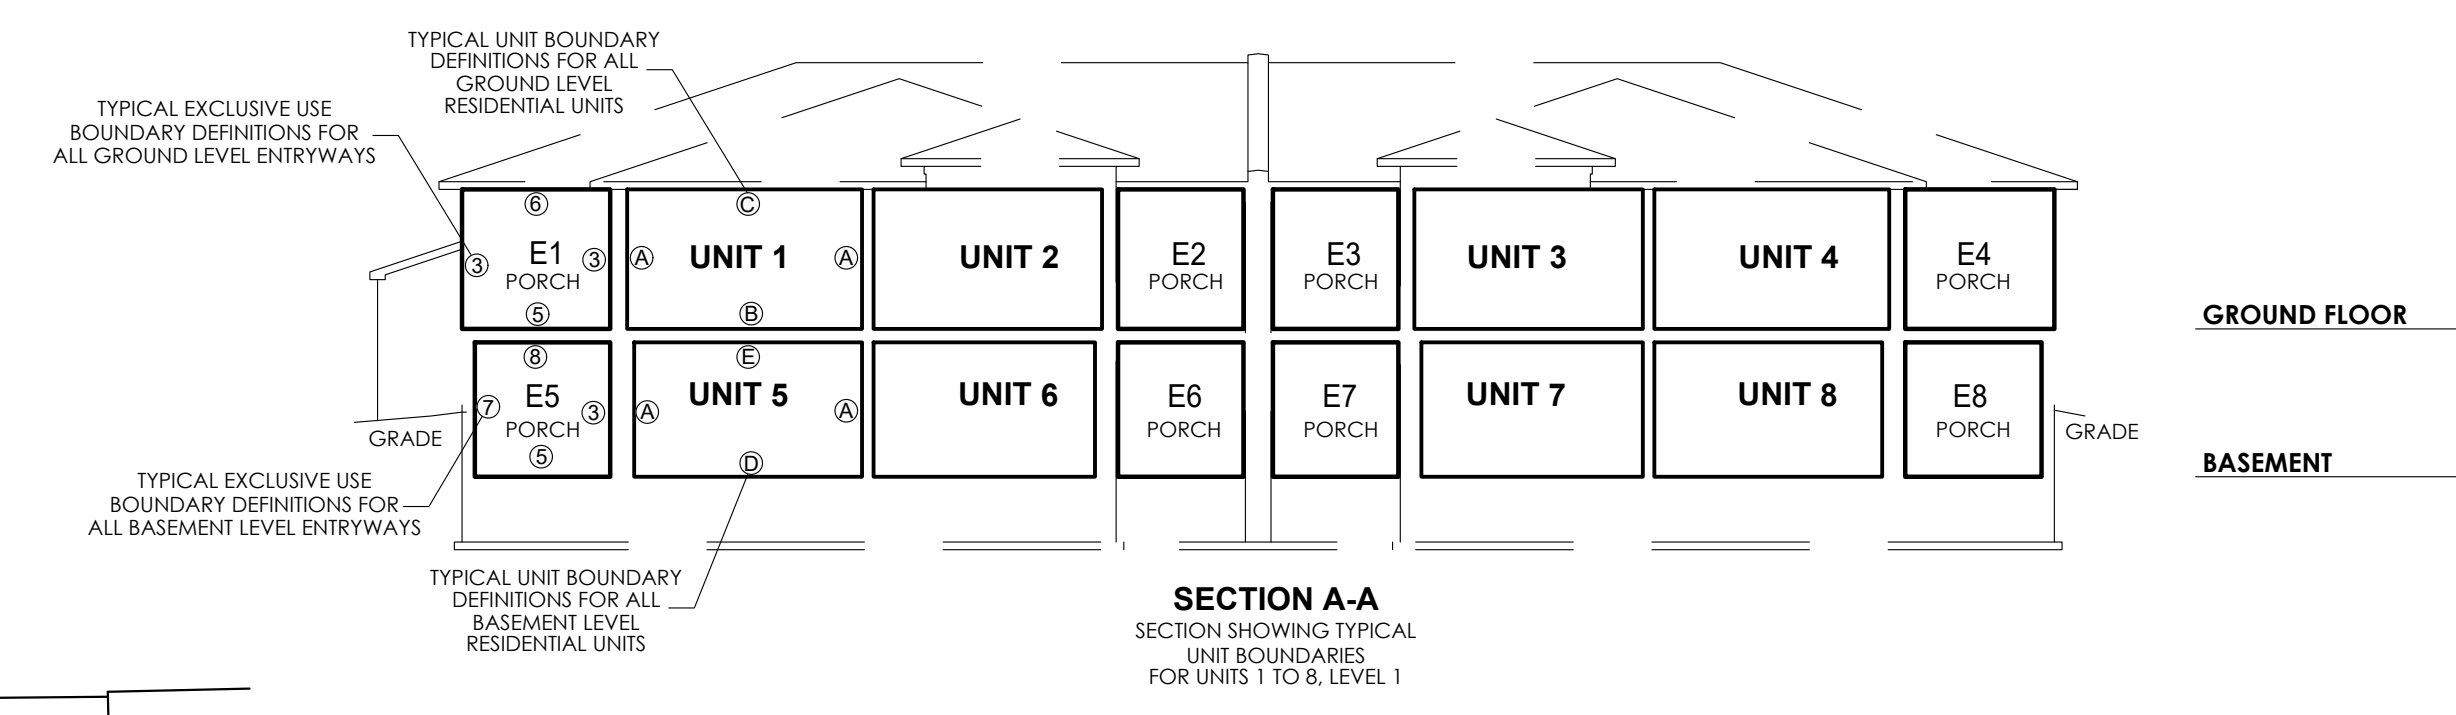 TYPICAL UNIT BOUNDARY
DEFINITIONS FOR ALL
GROUND LEVEL
RESIDENTIAL UNITS
TYPICAL EXCLUSIVE USE
BOUNDARY DEFINITIONS FOR
ALL GROUND LEVEL ENTRYWAYS
6
C
3
E1
PORCH
3
5
A
UNIT 1
A
B
UNIT 2
E2
PORCH
E3
PORCH
UNIT 3
UNIT 4
E4
PORCH
GROUND FLOOR
8
7
E5
PORCH
3
5
E
A
UNIT 5
A
D
UNIT 6
E6
PORCH
E7
PORCH
UNIT 7
UNIT 8
E8
PORCH
GRADE
GRADE
BASEMENT
TYPICAL EXCLUSIVE USE
BOUNDARY DEFINITIONS FOR
ALL BASEMENT LEVEL ENTRYWAYS
TYPICAL UNIT BOUNDARY
DEFINITIONS FOR ALL
BASEMENT LEVEL
RESIDENTIAL UNITS
SECTION A-A
SECTION SHOWING TYPICAL
UNIT BOUNDARIES
FOR UNITS 1 TO 8, LEVEL 1